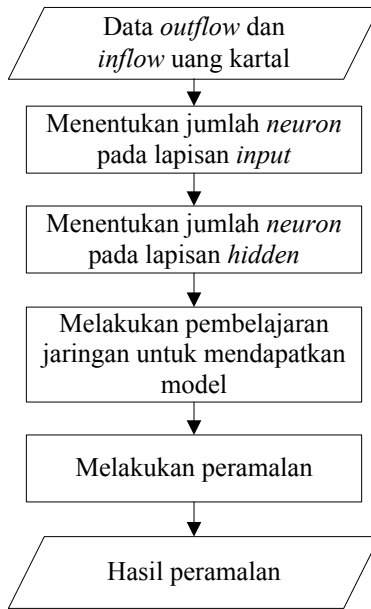 Data outflow dan
inflow uang kartal
Menentukan jumlah neuron
pada lapisan input
Menentukan jumlah neuron
pada lapisan hidden
Melakukan pembelajaran
jaringan untuk mendapatkan
model
Melakukan peramalan
Hasil peramalan